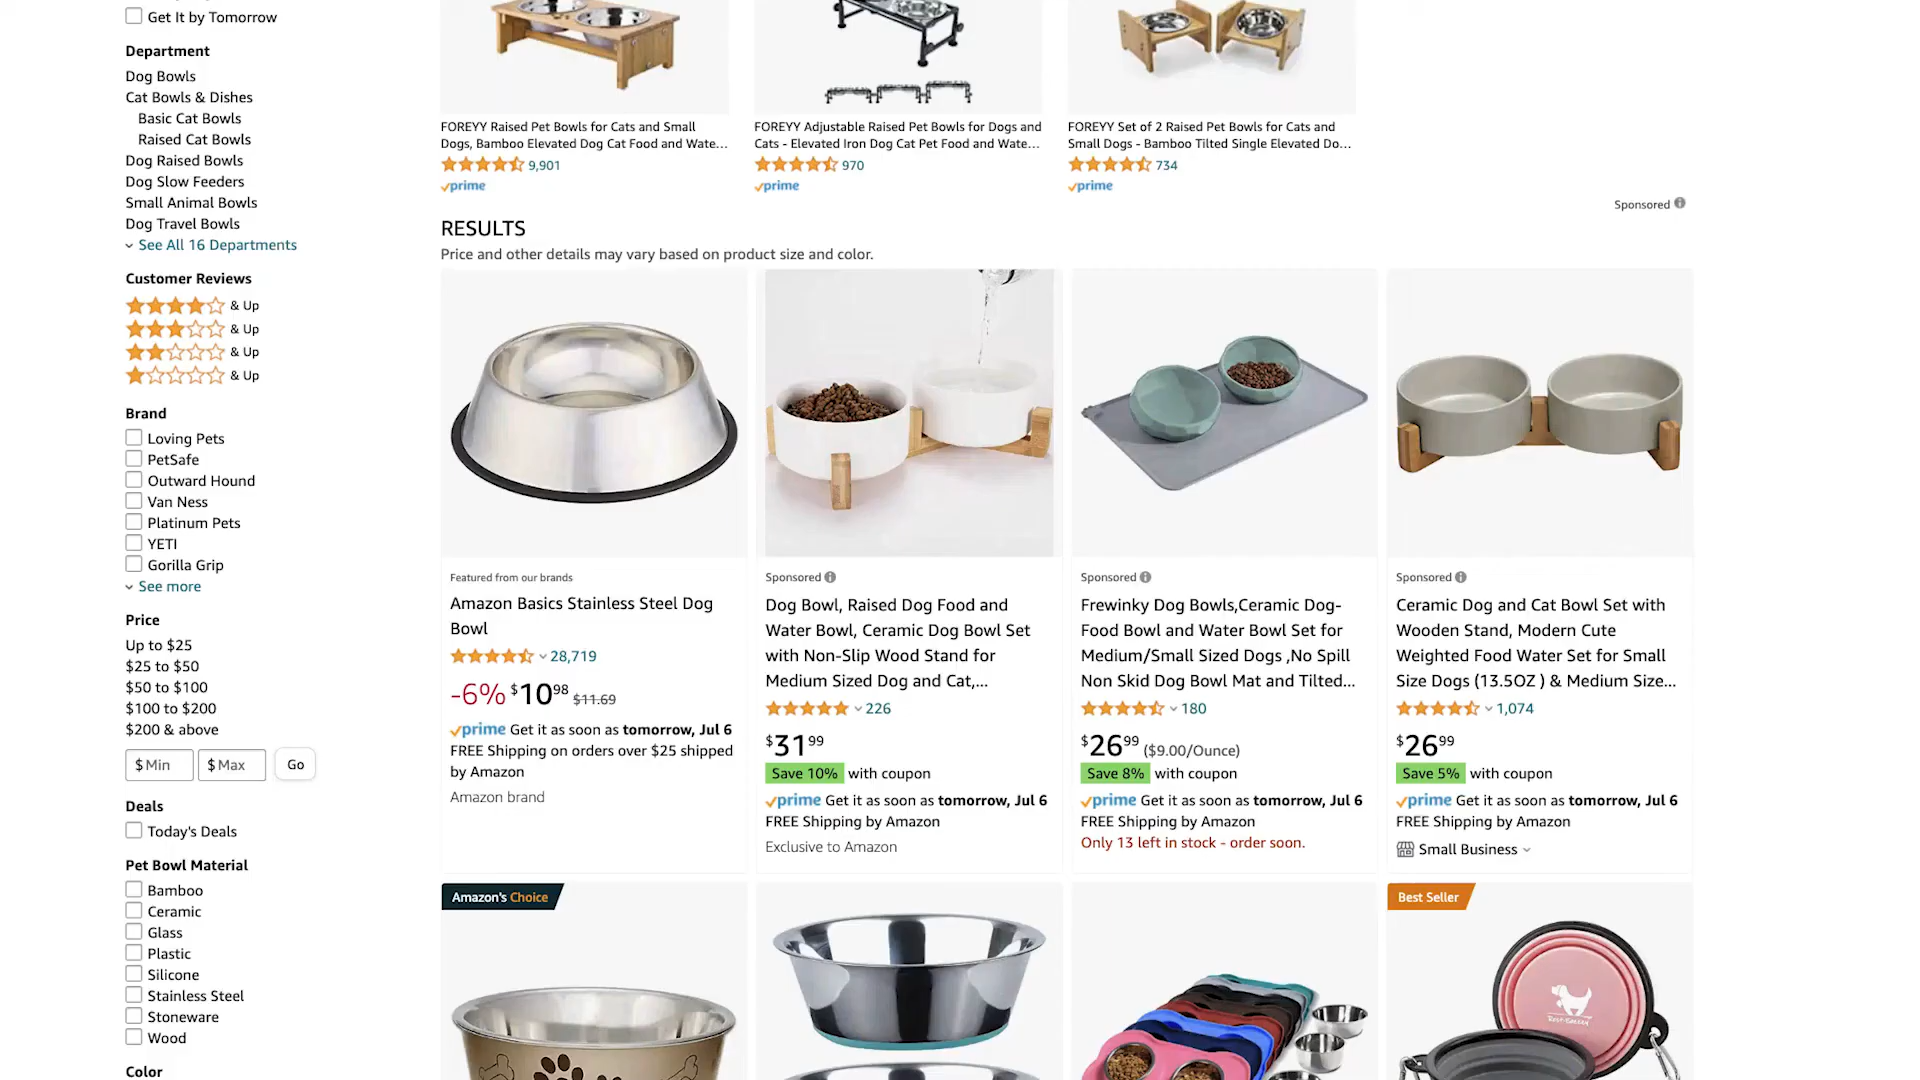 Get It by Tomorrow
Department
Dog Bowls
Cat Bowls & Dishes
Basic Cat Bowls
Raised Cat Bowls
Dog Raised Bowls
Dog Slow Feeders
Small Animal Bowls
Dog Travel Bowls
See All 16 Departments
Customer Reviews
& Up
& Up
& Up
& Up
Brand
Loving Pets
PetSafe
Outward Hound
Van Ness
Platinum Pets
YETI
Gorilla Grip
See more
Price
Up to $25
$25 to $50
$50 to $100
$100 to $200
$200 & above
$ Min $ Max Go
Deals
Today's Deals
Pet Bowl Material
Bamboo
Ceramic
Glass
Plastic
Silicone
Stainless Steel
Stoneware
Wood
Color
FOREYY Raised Pet Bowls for Cats and Small
Dogs, Bamboo Elevated Dog Cat Food and Wate...
9,901
prime
FOREYY Adjustable Raised Pet Bowls for Dogs and
Cats - Elevated Iron Dog Cat Pet Food and Wate...
970
prime
FOREYY Set of 2 Raised Pet Bowls for Cats and
Small Dogs - Bamboo Tilted Single Elevated Do...
734
prime
Sponsored
RESULTS
Price and other details may vary based on product size and color.
Featured from our brands
Amazon Basics Stainless Steel Dog
Bowl
28,719
-6% $10 98 $11.69
prime Get it as soon as tomorrow, Jul 6
FREE Shipping on orders over $25 shipped
by Amazon
Amazon brand
Sponsored
Dog Bowl, Raised Dog Food and
Water Bowl, Ceramic Dog Bowl Set
with Non-Slip Wood Stand for
Medium Sized Dog and Cat,...
226
$31 99
Save 10% with coupon
prime Get it as soon as tomorrow, Jul 6
FREE Shipping by Amazon
Exclusive to Amazon
Sponsored
Frewinky Dog Bowls,Ceramic Dog-
Food Bowl and Water Bowl Set for
Medium/Small Sized Dogs ,No Spill
Non Skid Dog Bowl Mat and Tilted...
180
$26 99 ($9.00/Ounce)
Save 8% with coupon
prime Get it as soon as tomorrow, Jul 6
FREE Shipping by Amazon
Only 13 left in stock - order soon.
Sponsored
Ceramic Dog and Cat Bowl Set with
Wooden Stand, Modern Cute
Weighted Food Water Set for Small
Size Dogs (13.5OZ ) & Medium Size...
1,074
$26 99
Save 5% with coupon
prime Get it as soon as tomorrow, Jul 6
FREE Shipping by Amazon
Small Business
Amazon's Choice
Best Seller